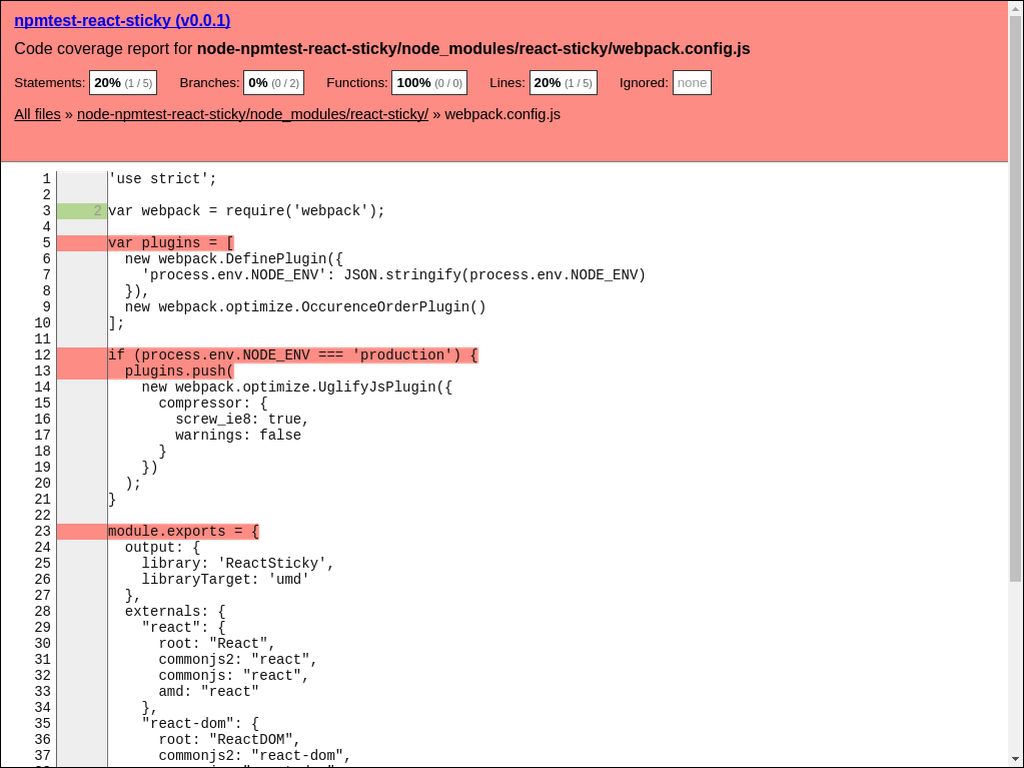 npmtest-react-sticky (v0.0.1)
Code coverage report for node-npmtest-react-sticky/node_modules/react-sticky/webpack.config.js
Statements: 20% (1 / 5) Branches: 0% (0 / 2) Functions: 100% (0 / 0) Lines: 20% (1 / 5) Ignored: none
All files » node-npmtest-react-sticky/node_modules/react-sticky/ » webpack.config.js
1 'use strict';
2
3 2 var webpack = require('webpack');
4
5 var plugins = [
6   new webpack.DefinePlugin({
7     'process.env.NODE_ENV': JSON.stringify(process.env.NODE_ENV)
8   }),
9   new webpack.optimize.OccurenceOrderPlugin()
10 ];
11
12 if (process.env.NODE_ENV === 'production') {
13   plugins.push(
14     new webpack.optimize.UglifyJsPlugin({
15       compressor: {
16         screw_ie8: true,
17         warnings: false
18       }
19     })
20   );
21 }
22
23 module.exports = {
24   output: {
25     library: 'ReactSticky',
26     libraryTarget: 'umd'
27   },
28   externals: {
29     "react": {
30       root: "React",
31       commonjs2: "react",
32       commonjs: "react",
33       amd: "react"
34     },
35     "react-dom": {
36       root: "ReactDOM",
37       commonjs2: "react-dom",